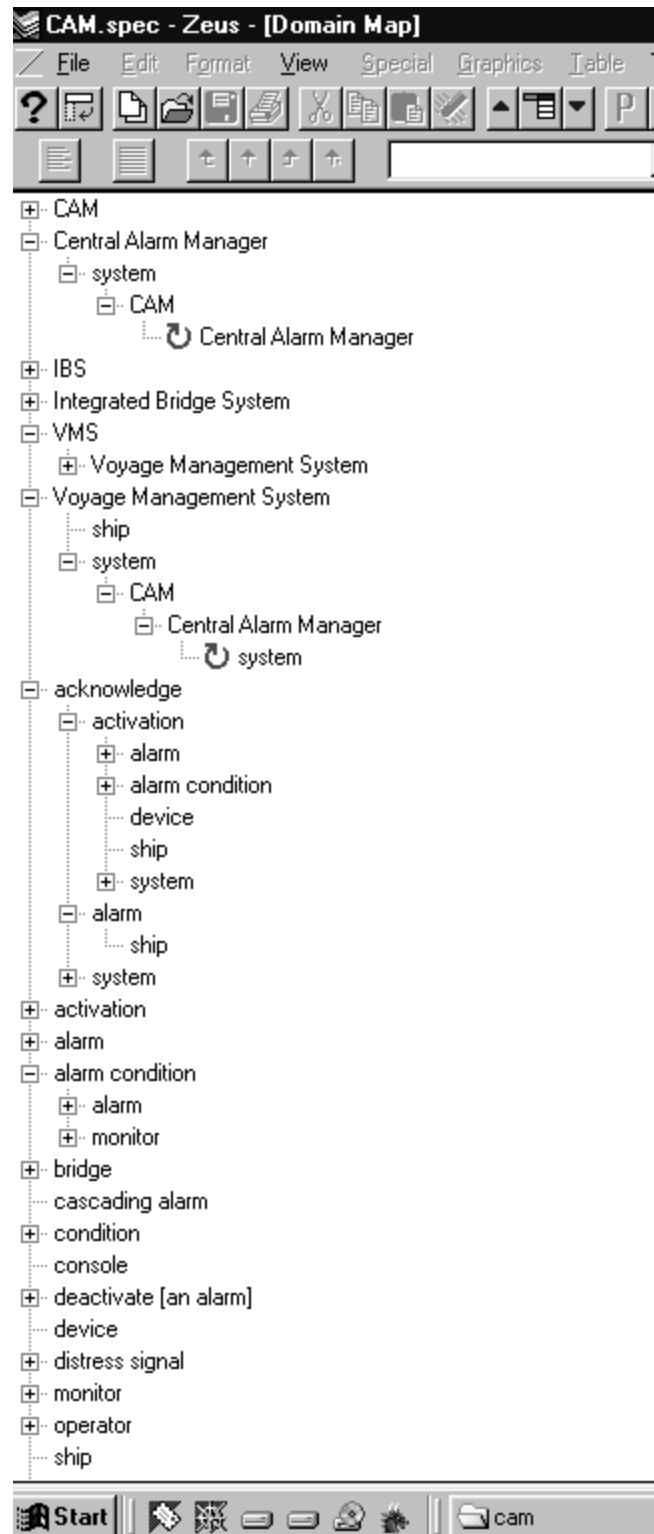 CAM.spec - Zeus - [Domain Map]
File Edit Format View Special Graphics Table
? P
CAM
Central Alarm Manager
system
CAM
Central Alarm Manager
IBS
Integrated Bridge System
VMS
Voyage Management System
Voyage Management System
ship
system
CAM
Central Alarm Manager
system
acknowledge
activation
alarm
alarm condition
device
ship
system
alarm
ship
system
activation
alarm
alarm condition
alarm
monitor
bridge
cascading alarm
condition
console
deactivate [an alarm]
device
distress signal
monitor
operator
ship
Start cam